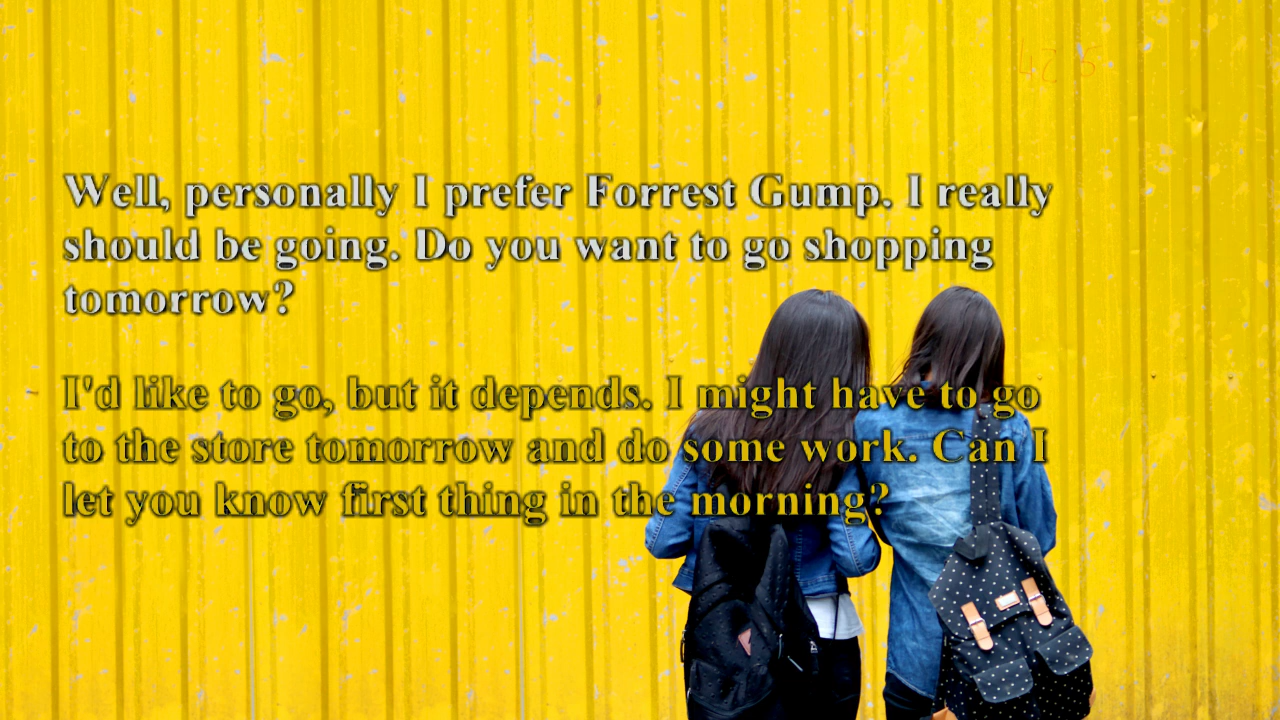 Well, personally I prefer Forrest Gump. I really
should be going. Do you want to go shopping
tomorrow?
I'd like to go, but it depends. I might have to go
to the store tomorrow and do some work. Can I
let you know first thing in the morning?